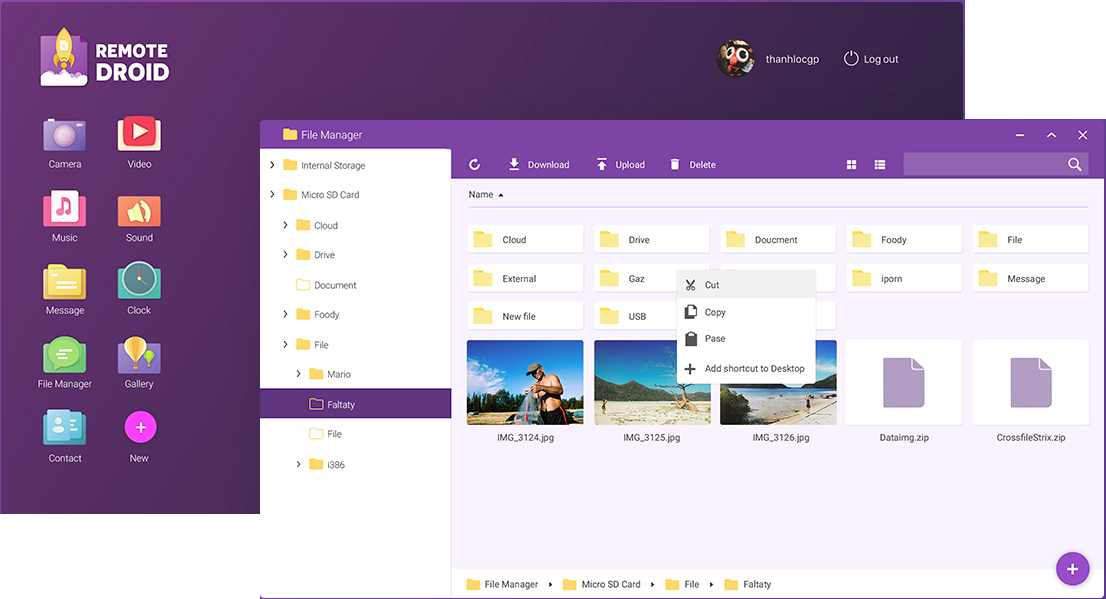 REMOTE
DROID
thanhlocgp
Log out
Camera
Video
Music
Sound
Message
Clock
File Manager
Gallery
Contact
New
File Manager
Internal Storage
Micro SD Card
Cloud
Drive
Document
Foody
File
Mario
Faltaty
File
i386
Download
Upload
Delete
Name
Cloud
Drive
Doucment
Foody
File
External
Gaz
iporn
Message
New file
USB
Cut
Copy
Pase
Add shortcut to Desktop
IMG_3124.jpg
IMG_3125.jpg
IMG_3126.jpg
Dataimg.zip
CrossfileStrix.zip
File Manager
Micro SD Card
File
Faltaty